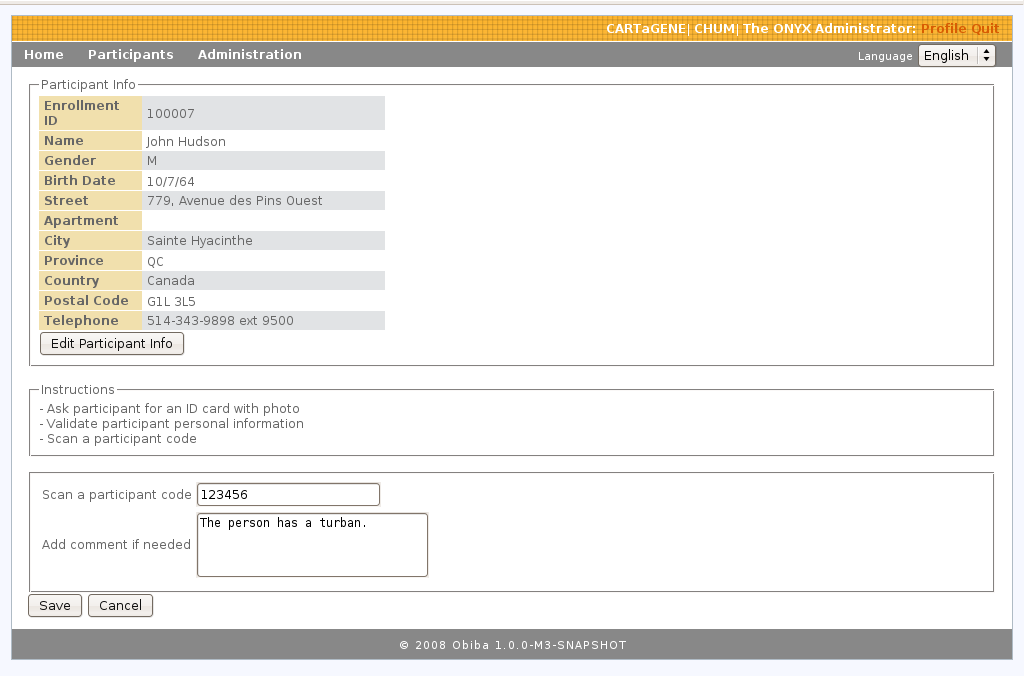 CARTaGENE| CHUM| The ONYX Administrator: Profile Quit
Home Participants Administration Language English
Participant Info
Enrollment ID 100007
Name John Hudson
Gender M
Birth Date 10/7/64
Street 779, Avenue des Pins Ouest
Apartment
City Sainte Hyacinthe
Province QC
Country Canada
Postal Code G1L 3L5
Telephone 514-343-9898 ext 9500
Edit Participant Info
Instructions
- Ask participant for an ID card with photo
- Validate participant personal information
- Scan a participant code
Scan a participant code 123456
Add comment if needed The person has a turban.
Save Cancel
© 2008 Obiba 1.0.0-M3-SNAPSHOT